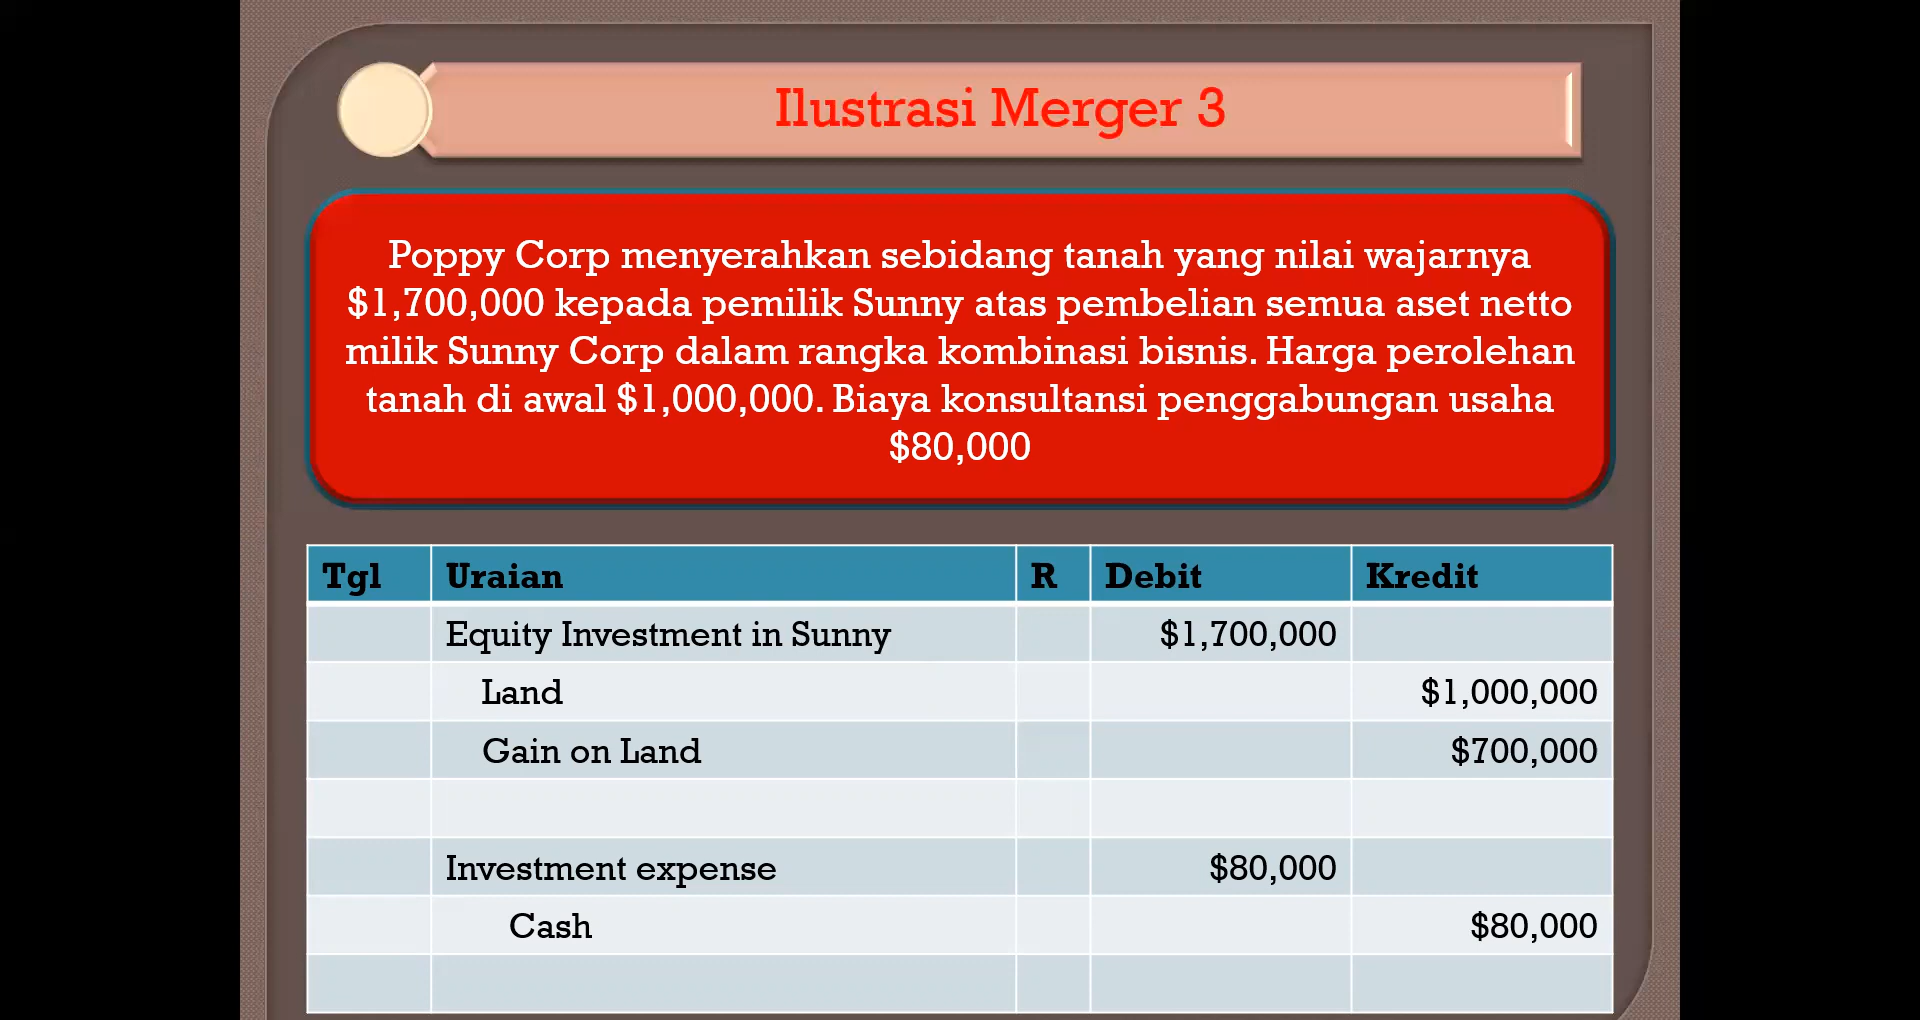 Ilustrasi Merger 3
Poppy Corp menyerahkan sebidang tanah yang nilai wajarnya
$1,700,000 kepada pemilik Sunny atas pembelian semua aset netto
milik Sunny Corp dalam rangka kombinasi bisnis. Harga perolehan
tanah di awal $1,000,000. Biaya konsultansi penggabungan usaha
$80,000
Tgl Uraian R Debit Kredit
Equity Investment in Sunny $1,700,000
Land $1,000,000
Gain on Land $700,000
Investment expense $80,000
Cash $80,000